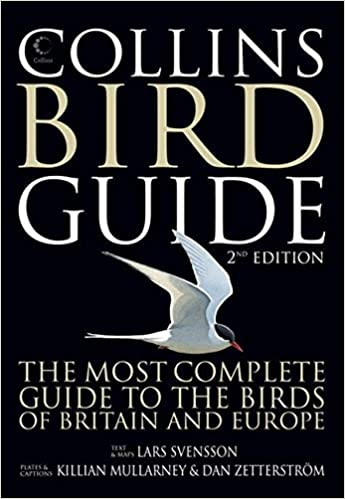 Collins
COLLINS
BIRD
GUIDE
2ND EDITION
THE MOST COMPLETE
GUIDE TO THE BIRDS
OF BRITAIN AND EUROPE
TEXT & MAPS LARS SVENSSON
PLATES & CAPTIONS KILLIAN MULLARNEY & DAN ZETTERSTRÖM